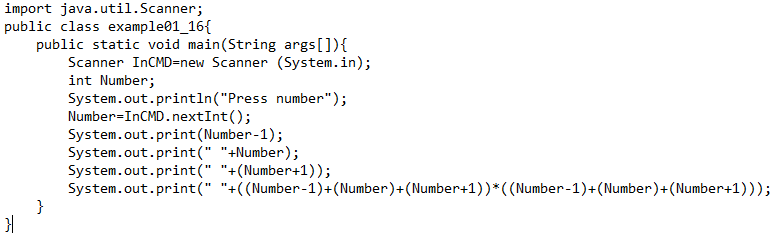 import java.util.Scanner;
public class example01_16{
    public static void main(String args[]){
        Scanner InCMD=new Scanner (System.in);
        int Number;
        System.out.println("Press number");
        Number=InCMD.nextInt();
        System.out.print(Number-1);
        System.out.print(" "+Number);
        System.out.print(" "+(Number+1));
        System.out.print(" "+((Number-1)+(Number)+(Number+1))*((Number-1)+(Number)+(Number+1)));
    }
}